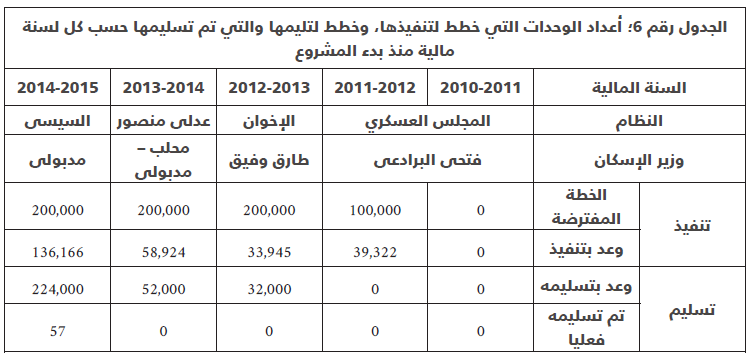 الجدول رقم 6؛ أعداد الوحدات التي خطط لتنفيذها، وخطط لتليمها والتي تم تسليمها حسب كل لسنة
مالية منذ بدء المشروع
السنة المالية 2010-2011 2011-2012 2012-2013 2013-2014 2014-2015
النظام المجلس العسكري الإخوان عدلى منصور السيسى
وزير الإسكان فتحى البرادعى طارق وفيق محلب – مدبولى مدبولى
تنفيذ
الخطة المفترضة 0 100,000 200,000 200,000 200,000
وعد بتنفيذ 0 39,322 33,945 58,924 136,166
تسليم
وعد بتسليمه 0 0 32,000 52,000 224,000
تم تسليمه فعليا 0 0 0 0 57